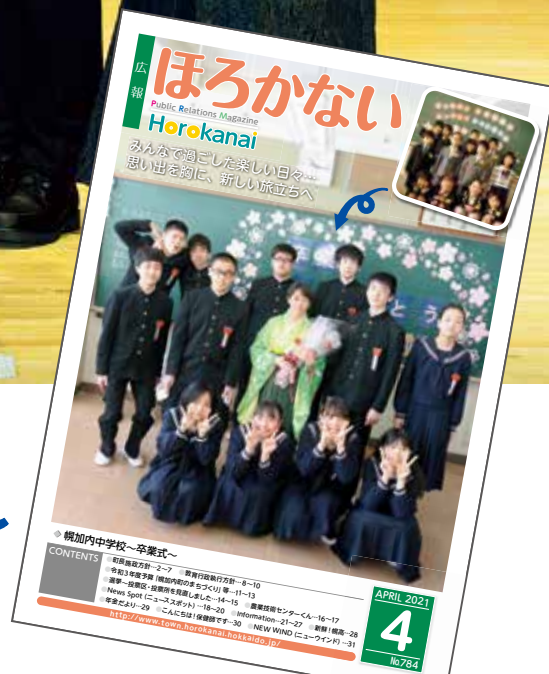 広報
ほろかない
Public Relations Magazine
Horokanai
みんなで過ごした楽しい日々…
思い出を胸に、新しい旅立ちへ
とう
◆ 幌加内中学校～卒業式～
CONTENTS
●町長施政方針…2～7 ●教育行政執行方針…8～10
●令和3年度予算「幌加内町のまちづくり」等…11～13
●選挙～投票区・投票所を見直しました…14～15 ●農業技術センターくん…16～17
●News Spot（ニューススポット）…18～20 ●Information…21～27 ●新鮮！幌高…28
●年金だより…29 ●こんにちは！保健師です…30 ●NEW WIND（ニューウインド）…31
http://www.town.horokanai.hokkaido.jp/
APRIL 2021
4
No.784